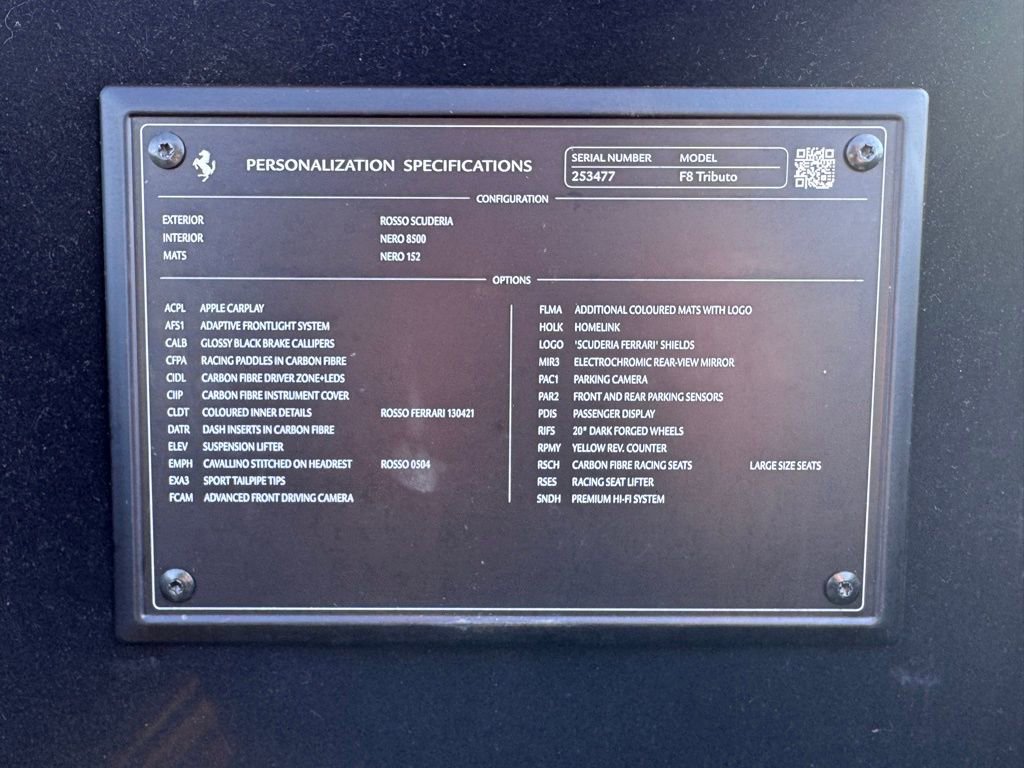 PERSONALIZATION SPECIFICATIONS
SERIAL NUMBER MODEL
253477 F8 Tributo
CONFIGURATION
EXTERIOR ROSSO SCUDERIA
INTERIOR NERO 8500
MATS NERO 152
OPTIONS
ACPL APPLE CARPLAY
AFS1 ADAPTIVE FRONTLIGHT SYSTEM
CALB GLOSSY BLACK BRAKE CALLIPERS
CFPA RACING PADDLES IN CARBON FIBRE
CIDL CARBON FIBRE DRIVER ZONE+LEDS
CIIP CARBON FIBRE INSTRUMENT COVER
CLDT COLOURED INNER DETAILS ROSSO FERRARI 130421
DATR DASH INSERTS IN CARBON FIBRE
ELEV SUSPENSION LIFTER
EMPH CAVALLINO STITCHED ON HEADREST ROSSO 0504
EXA3 SPORT TAILPIPE TIPS
FCAM ADVANCED FRONT DRIVING CAMERA
FLMA ADDITIONAL COLOURED MATS WITH LOGO
HOLK HOMELINK
LOGO 'SCUDERIA FERRARI' SHIELDS
MIR3 ELECTROCHROMIC REAR-VIEW MIRROR
PAC1 PARKING CAMERA
PAR2 FRONT AND REAR PARKING SENSORS
PDIS PASSENGER DISPLAY
RIFS 20" DARK FORGED WHEELS
RPMY YELLOW REV. COUNTER
RSCH CARBON FIBRE RACING SEATS LARGE SIZE SEATS
RSES RACING SEAT LIFTER
SNDH PREMIUM HI-FI SYSTEM